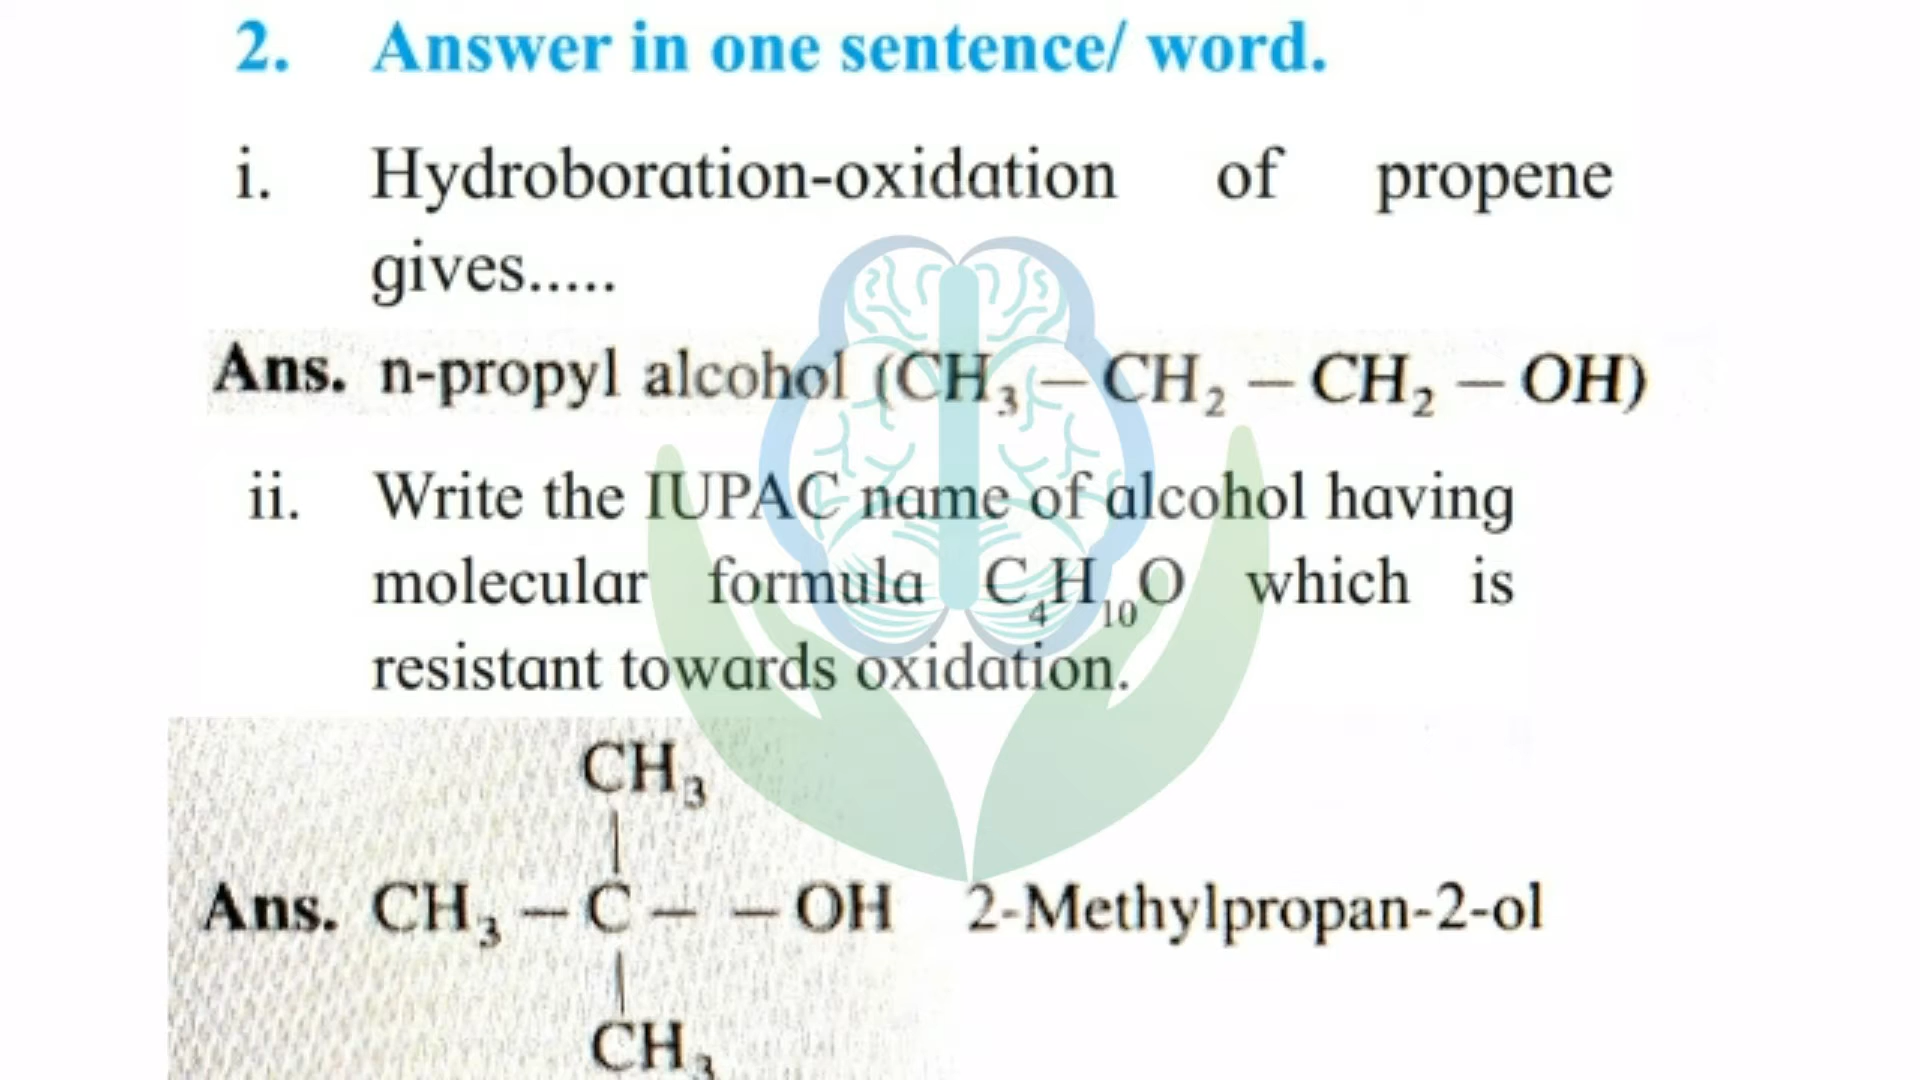 2. Answer in one sentence/ word.
i. Hydroboration-oxidation of propene
gives.....
Ans. n-propyl alcohol (CH₃ – CH₂ – CH₂ – OH)
ii. Write the IUPAC name of alcohol having
molecular formula C₄H₁₀O which is
resistant towards oxidation.
CH₃
|
Ans. CH₃ – C – – OH 2-Methylpropan-2-ol
|
CH₃